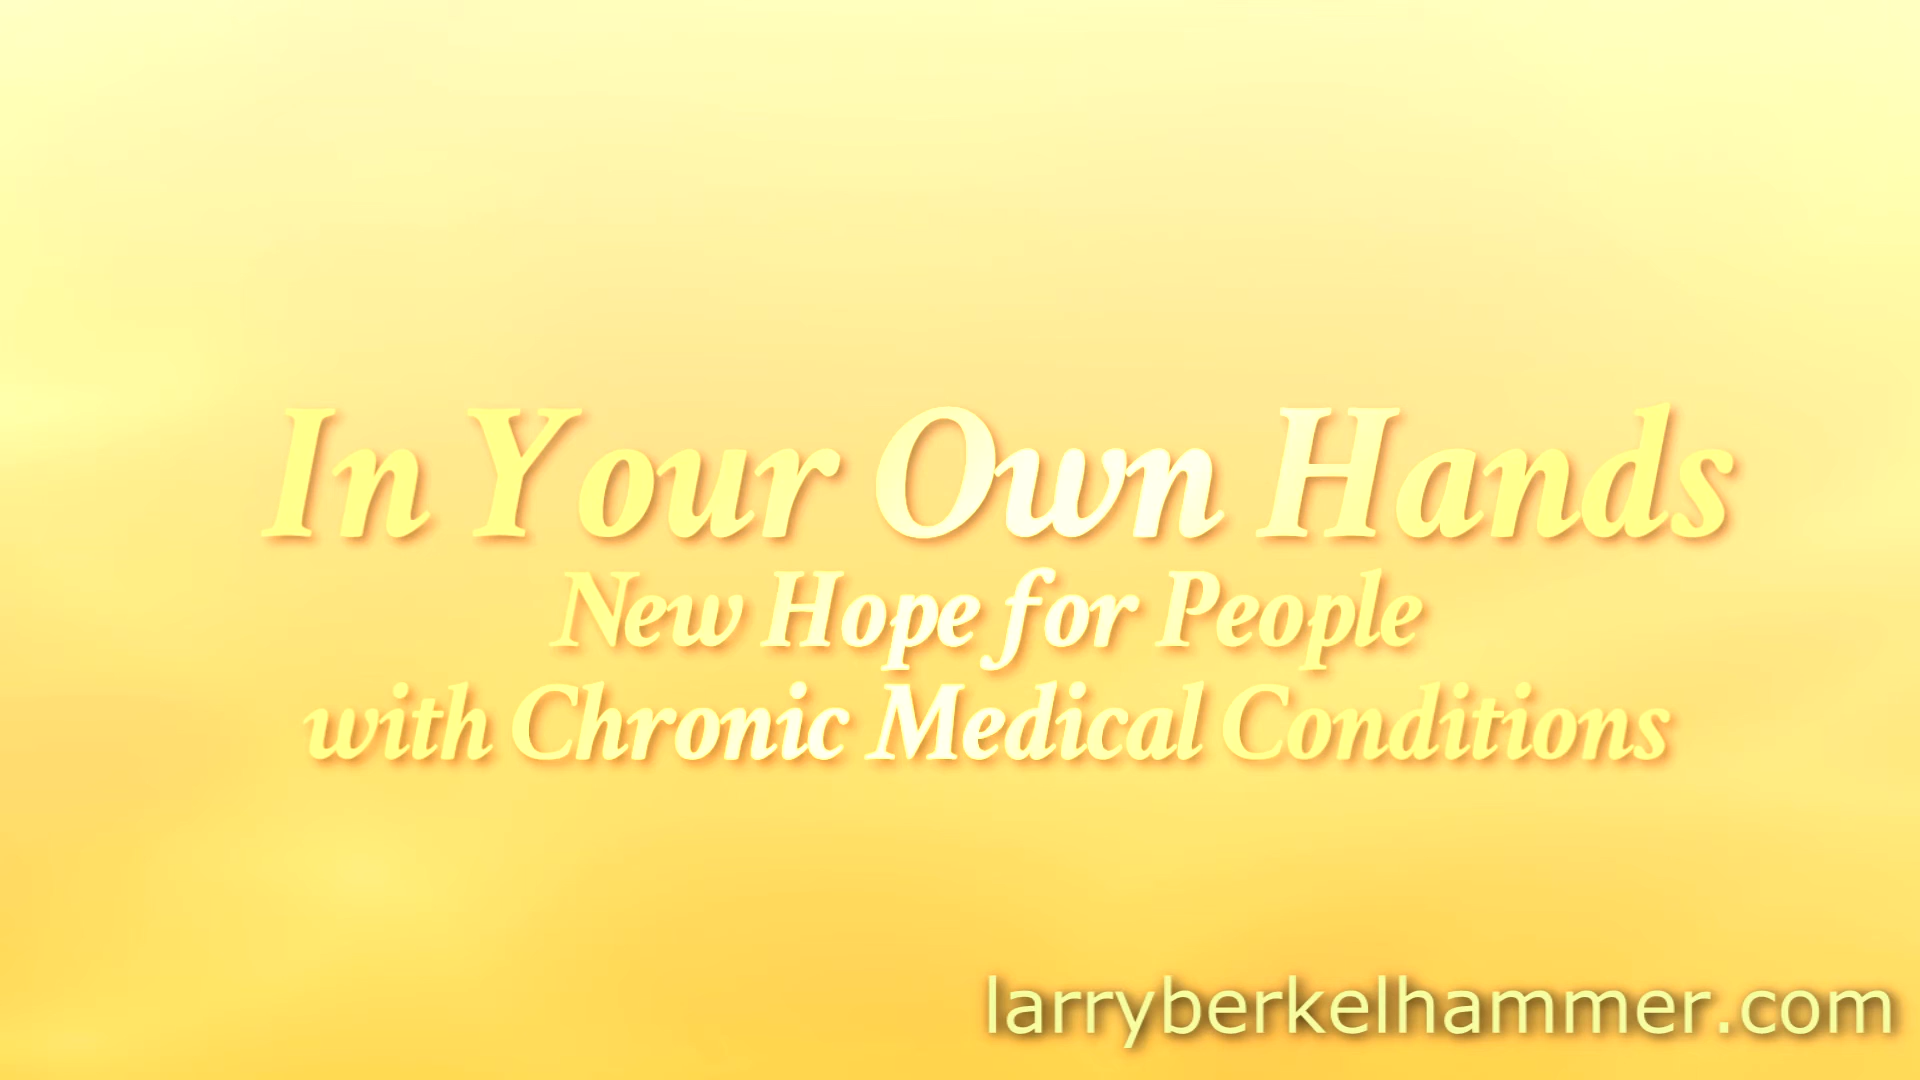 In Your Own Hands
New Hope for People
with Chronic Medical Conditions
larryberkelhammer.com